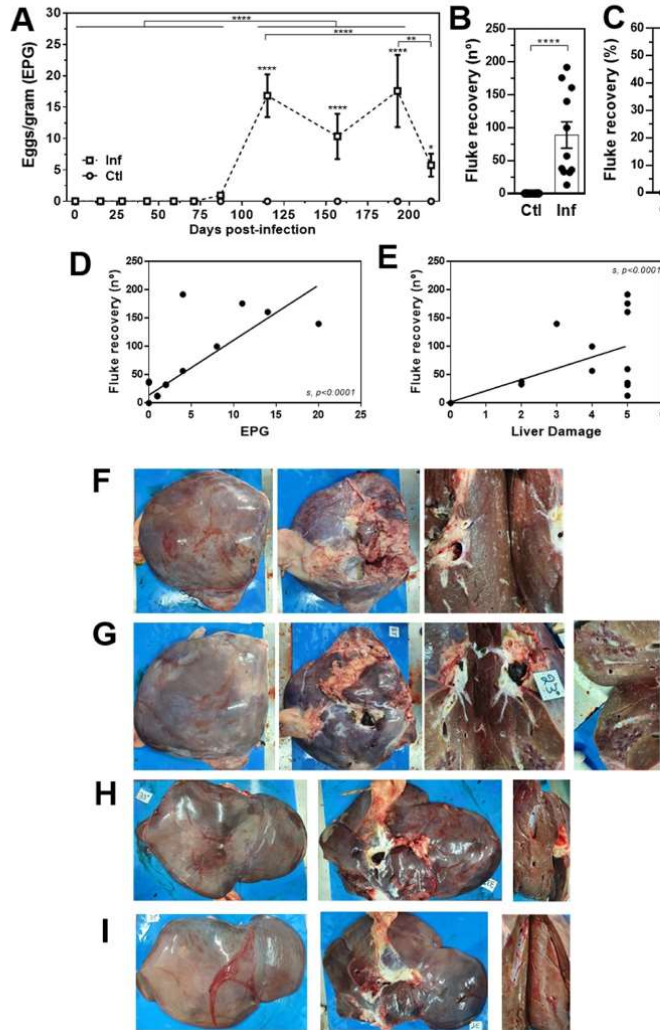 A
****
****
**
****
****
****
*
Eggs/gram (EPG)
35
30
25
20
15
10
5
0
Inf
Ctl
0 25 50 75 100 125 150 175 200
Days post-infection
B
****
Fluke recovery (nº)
250
200
150
100
50
0
Ctl Inf
C
Fluke recovery (%)
60
50
40
30
20
10
0
D
Fluke recovery (nº)
250
200
150
100
50
0
s, p<0.0001
0 5 10 15 20 25
EPG
E
Fluke recovery (nº)
250
200
150
100
50
0
s, p<0.0001
0 1 2 3 4 5
Liver Damage
F
G
H
I